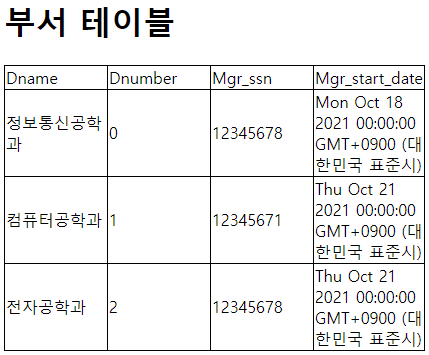 부서 테이블
Dname Dnumber Mgr_ssn Mgr_start_date
정보통신공학
과 0 12345678 Mon Oct 18
2021 00:00:00
GMT+0900 (대
한민국 표준시)
컴퓨터공학과 1 12345671 Thu Oct 21
2021 00:00:00
GMT+0900 (대
한민국 표준시)
전자공학과 2 12345678 Thu Oct 21
2021 00:00:00
GMT+0900 (대
한민국 표준시)